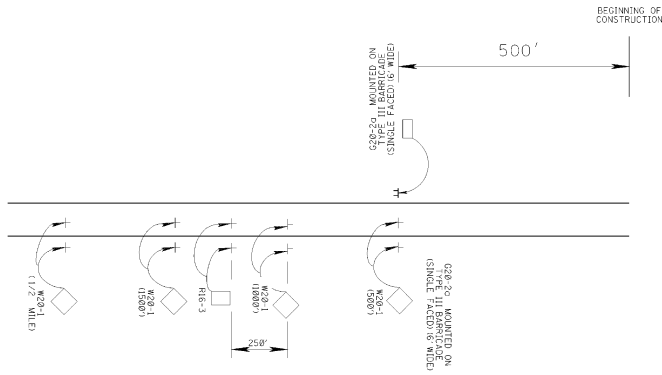 BEGINNING OF
CONSTRUCTION
500'
G20-2a MOUNTED ON
TYPE III BARRICADE
(SINGLE FACED)(6' WIDE)
W20-1
(1/2 MILE)
W20-1
(1500')
R16-3
W20-1
(1000')
250'
W20-1
(500')
G20-2a MOUNTED ON
TYPE III BARRICADE
(SINGLE FACED)(6' WIDE)